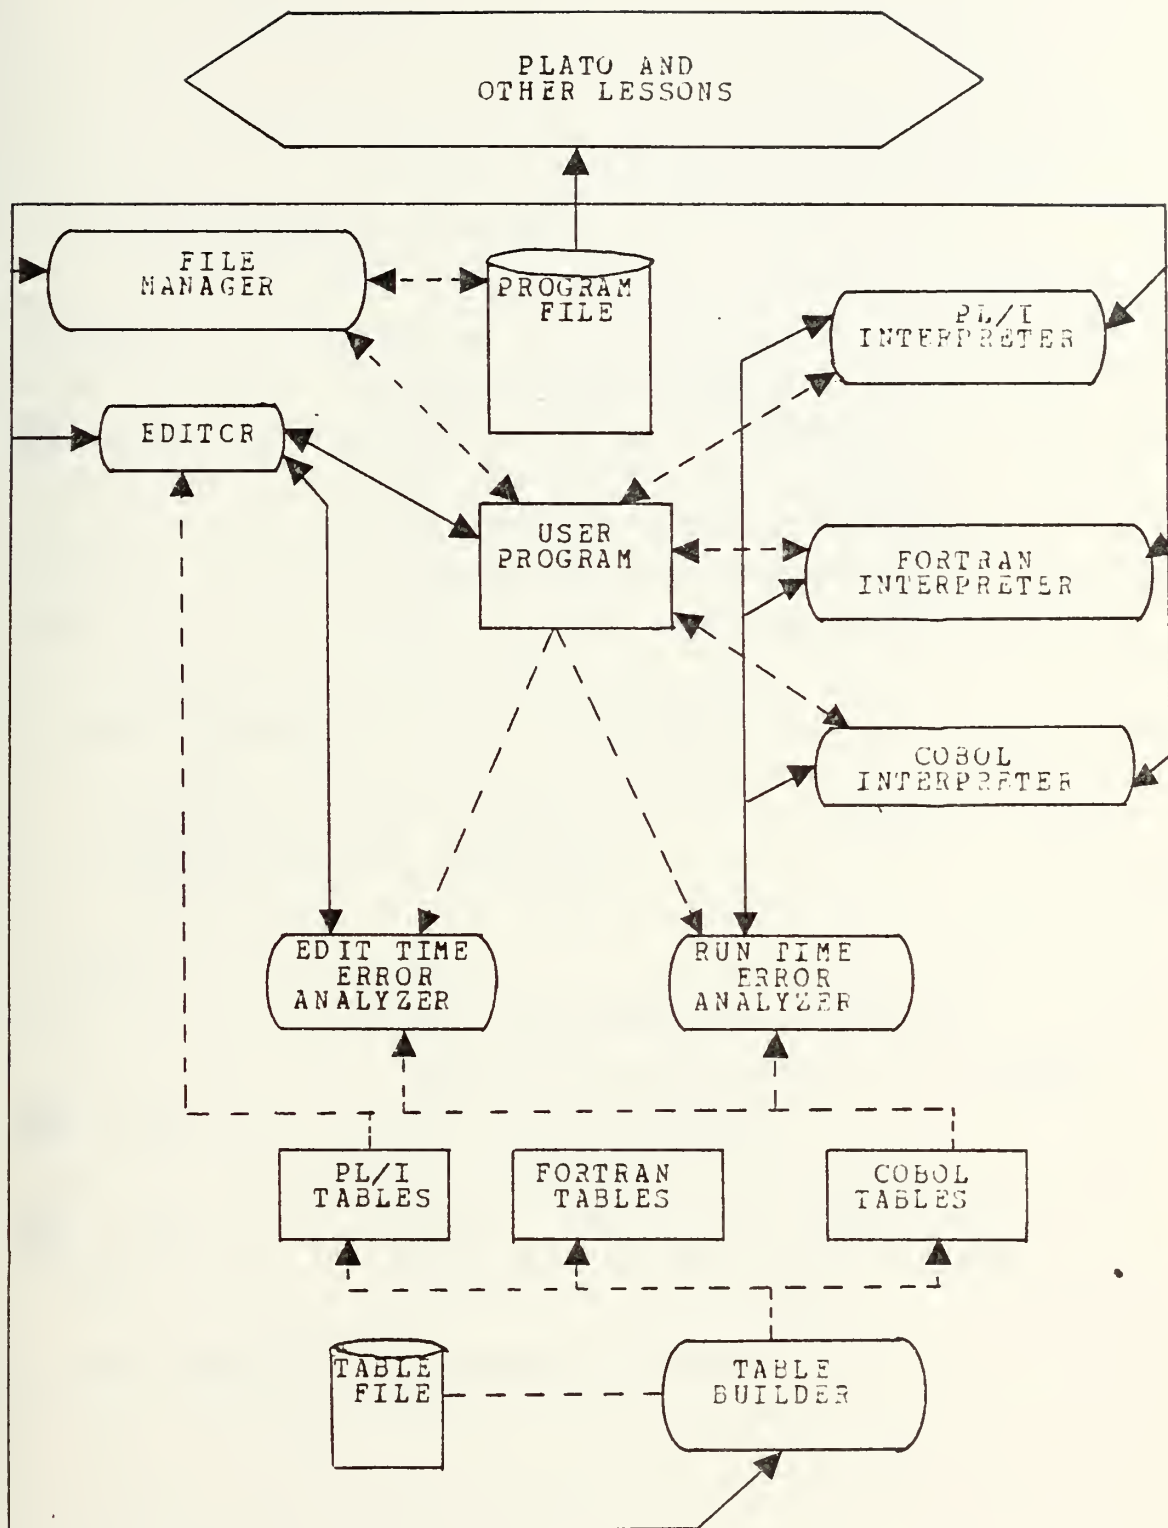 PLATO AND
OTHER LESSONS
FILE
MANAGER
PROGRAM
FILE
PL/I
INTERPRETER
EDITCR
USER
PROGRAM
FORTRAN
INTERPRETER
COBOL
INTERPRETER
EDIT TIME
ERROR
ANALYZER
RUN TIME
ERROR
ANALYZER
PL/I
TABLES
FORTRAN
TABLES
COBOL
TABLES
TABLE
FILE
TABLE
BUILDER